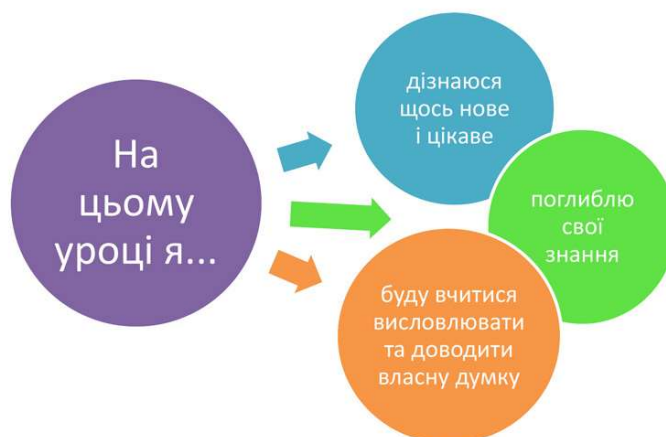 На
цьому
уроці я...
дізнаюся
щось нове
і цікаве
поглиблю
свої
знання
буду вчитися
висловлювати
та доводити
власну думку